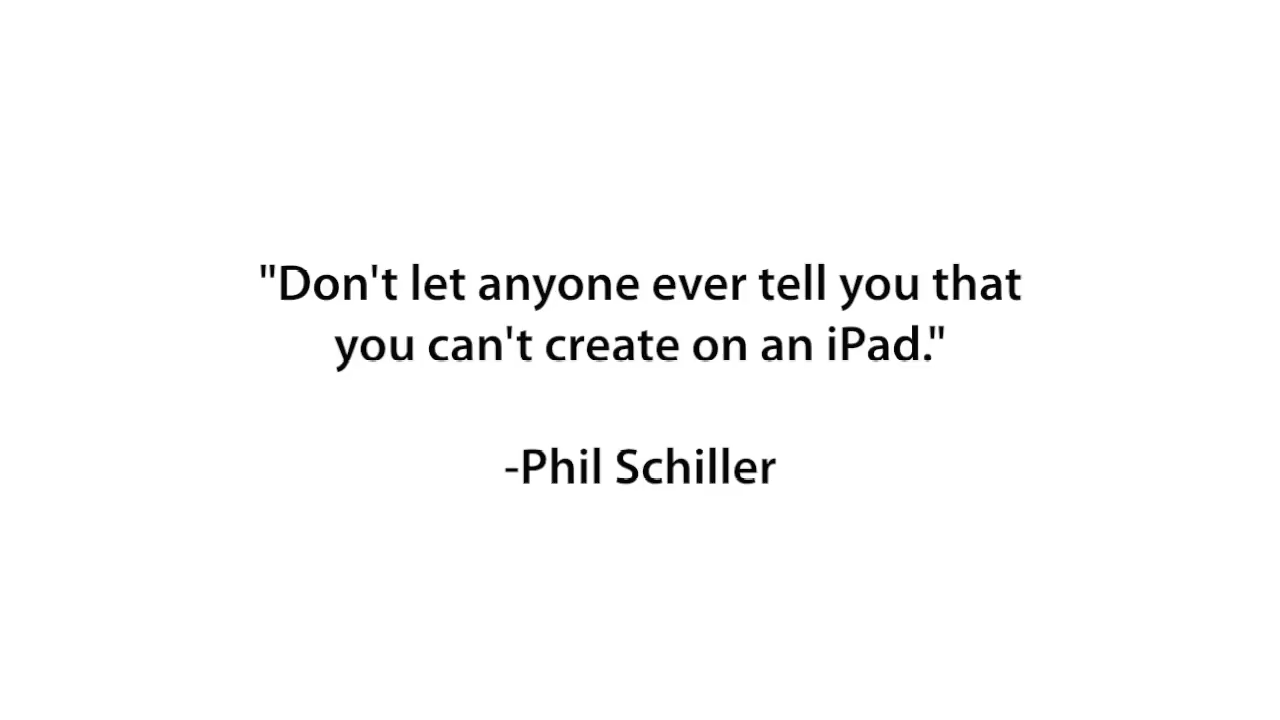 "Don't let anyone ever tell you that
you can't create on an iPad."
-Phil Schiller